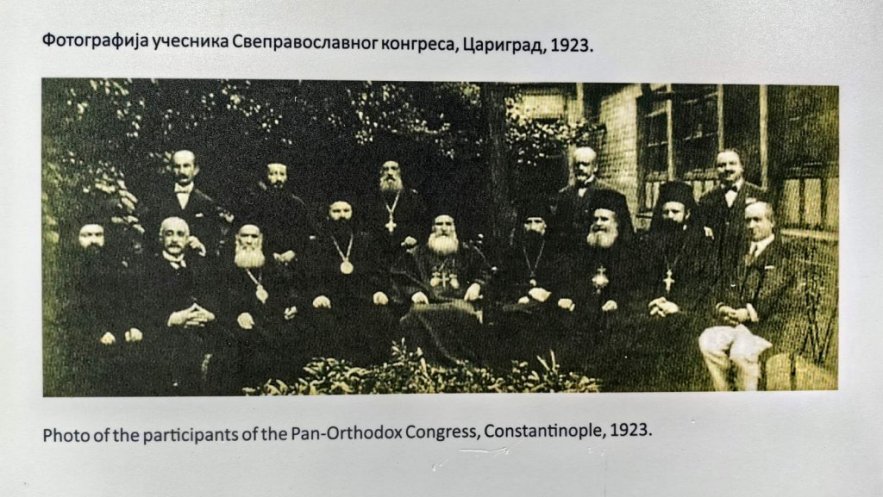 Фотографија учесника Свеправославног конгреса, Цариград, 1923.
Photo of the participants of the Pan-Orthodox Congress, Constantinople, 1923.